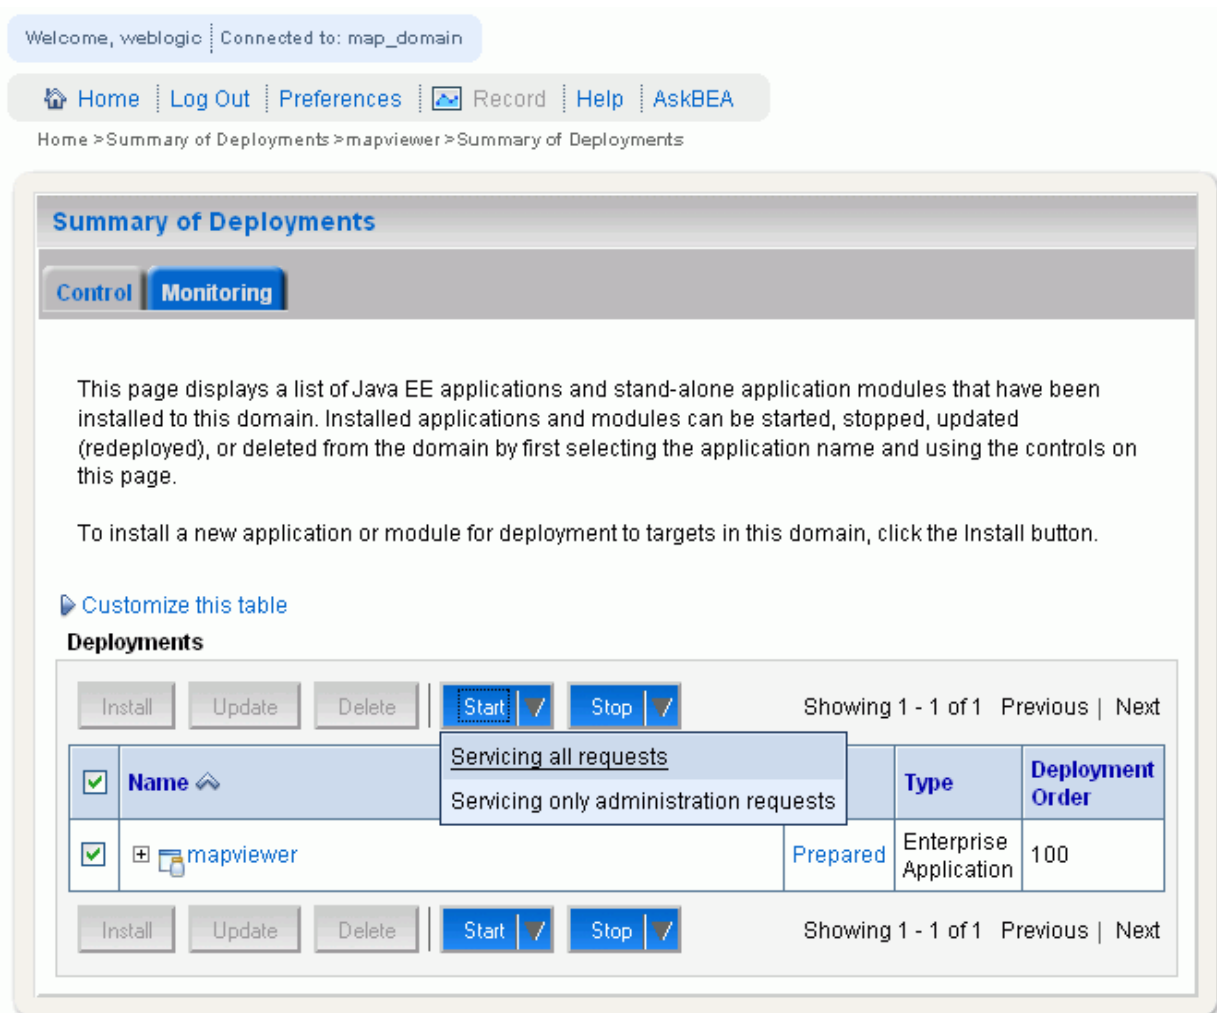 Welcome, weblogic Connected to: map_domain
Home Log Out Preferences Record Help AskBEA
Home >Summary of Deployments >mapviewer >Summary of Deployments
Summary of Deployments
Control Monitoring
This page displays a list of Java EE applications and stand-alone application modules that have been
installed to this domain. Installed applications and modules can be started, stopped, updated
(redeployed), or deleted from the domain by first selecting the application name and using the controls on
this page.
To install a new application or module for deployment to targets in this domain, click the Install button.
Customize this table
Deployments
Install Update Delete Start Stop Showing 1 - 1 of 1 Previous | Next
Servicing all requests
Servicing only administration requests
Name Type Deployment
Order
mapviewer Prepared Enterprise
Application 100
Install Update Delete Start Stop Showing 1 - 1 of 1 Previous | Next